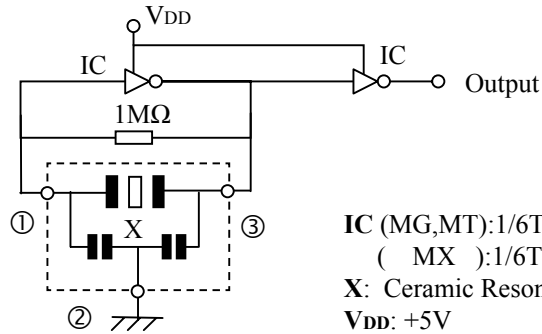 VDD
IC
IC
Output
1MΩ
X
①
③
②
IC (MG,MT):1/6T
( MX ):1/6T
X: Ceramic Reson
VDD: +5V